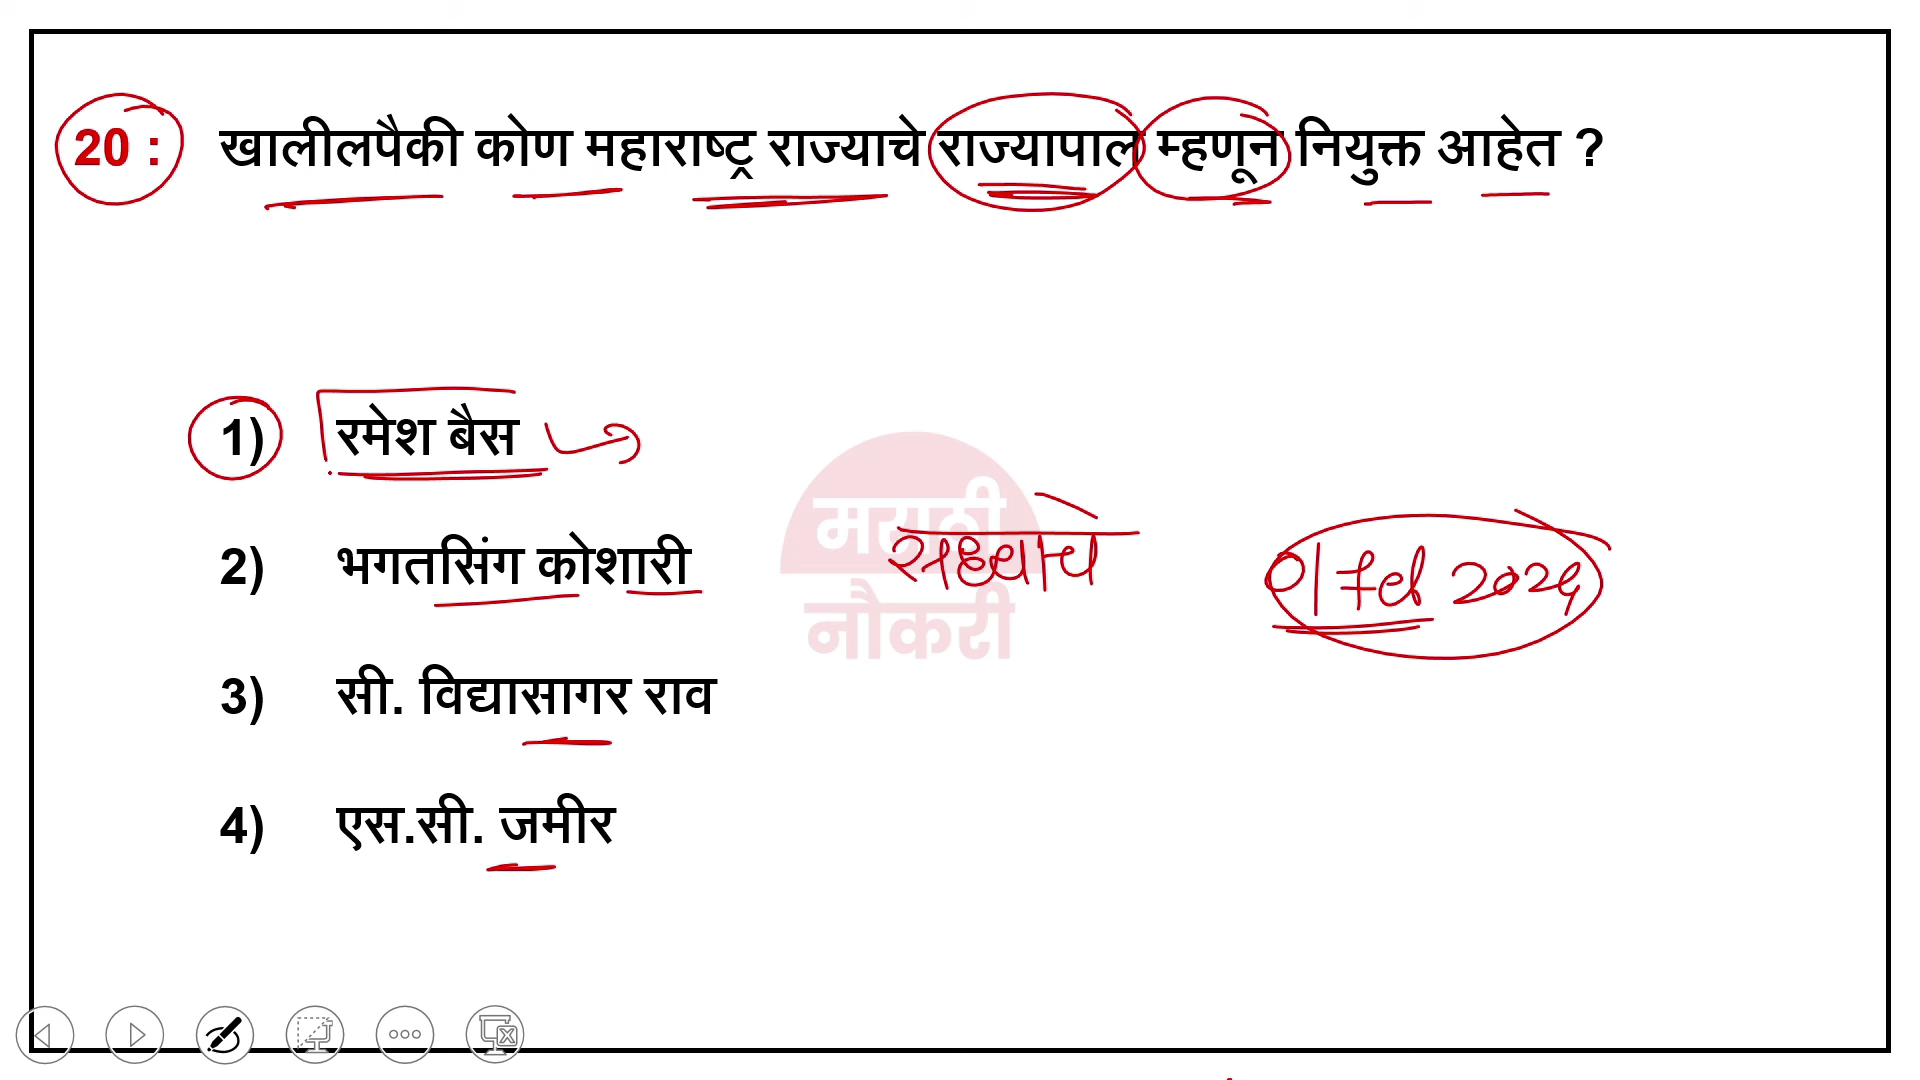 20 : खालीलपैकी कोण महाराष्ट्र राज्याचे राज्यापाल म्हणून नियुक्त आहेत ?
1) रमेश बैस
2) भगतसिंग कोशारी
मराठी
नौकरी
सध्याचे
01 Feb 2024
3) सी. विद्यासागर राव
4) एस.सी. जमीर